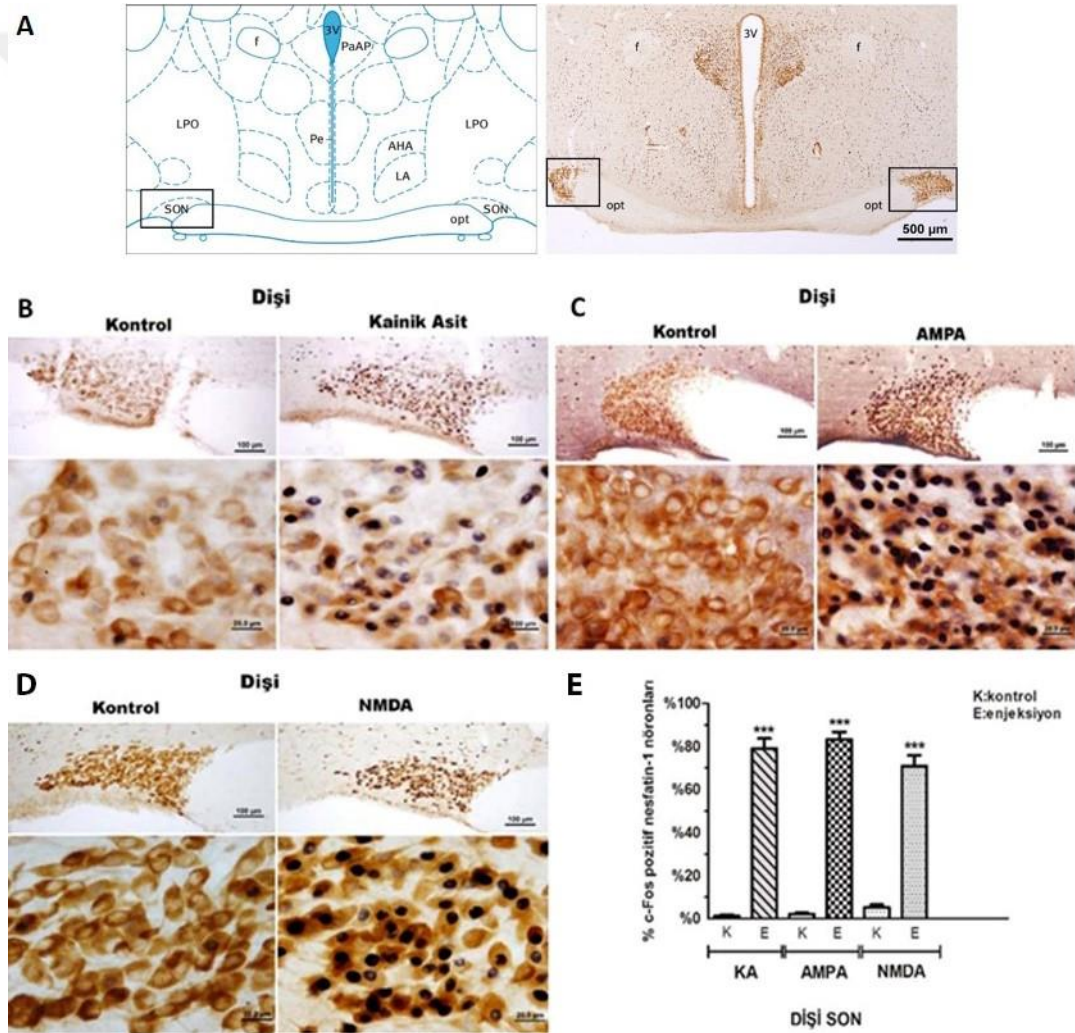 A
3V
f
PaAP
LPO
LPO
Pe
AHA
LA
SON
SON
opt
3V
f
f
opt
opt
500 µm
B
Dişi
Kontrol
Kainik Asit
100 µm
100 µm
20.0 µm
C
Dişi
Kontrol
AMPA
100 µm
100 µm
20.0 µm
20.0 µm
D
Dişi
Kontrol
NMDA
100 µm
100 µm
20.0 µm
E
K:kontrol
E:enjeksiyon
% c-Fos pozitif nesfatin-1 nöronları
%100
%80
%60
%40
%20
%0
***
***
***
K E K E K E
KA AMPA NMDA
DİŞİ SON